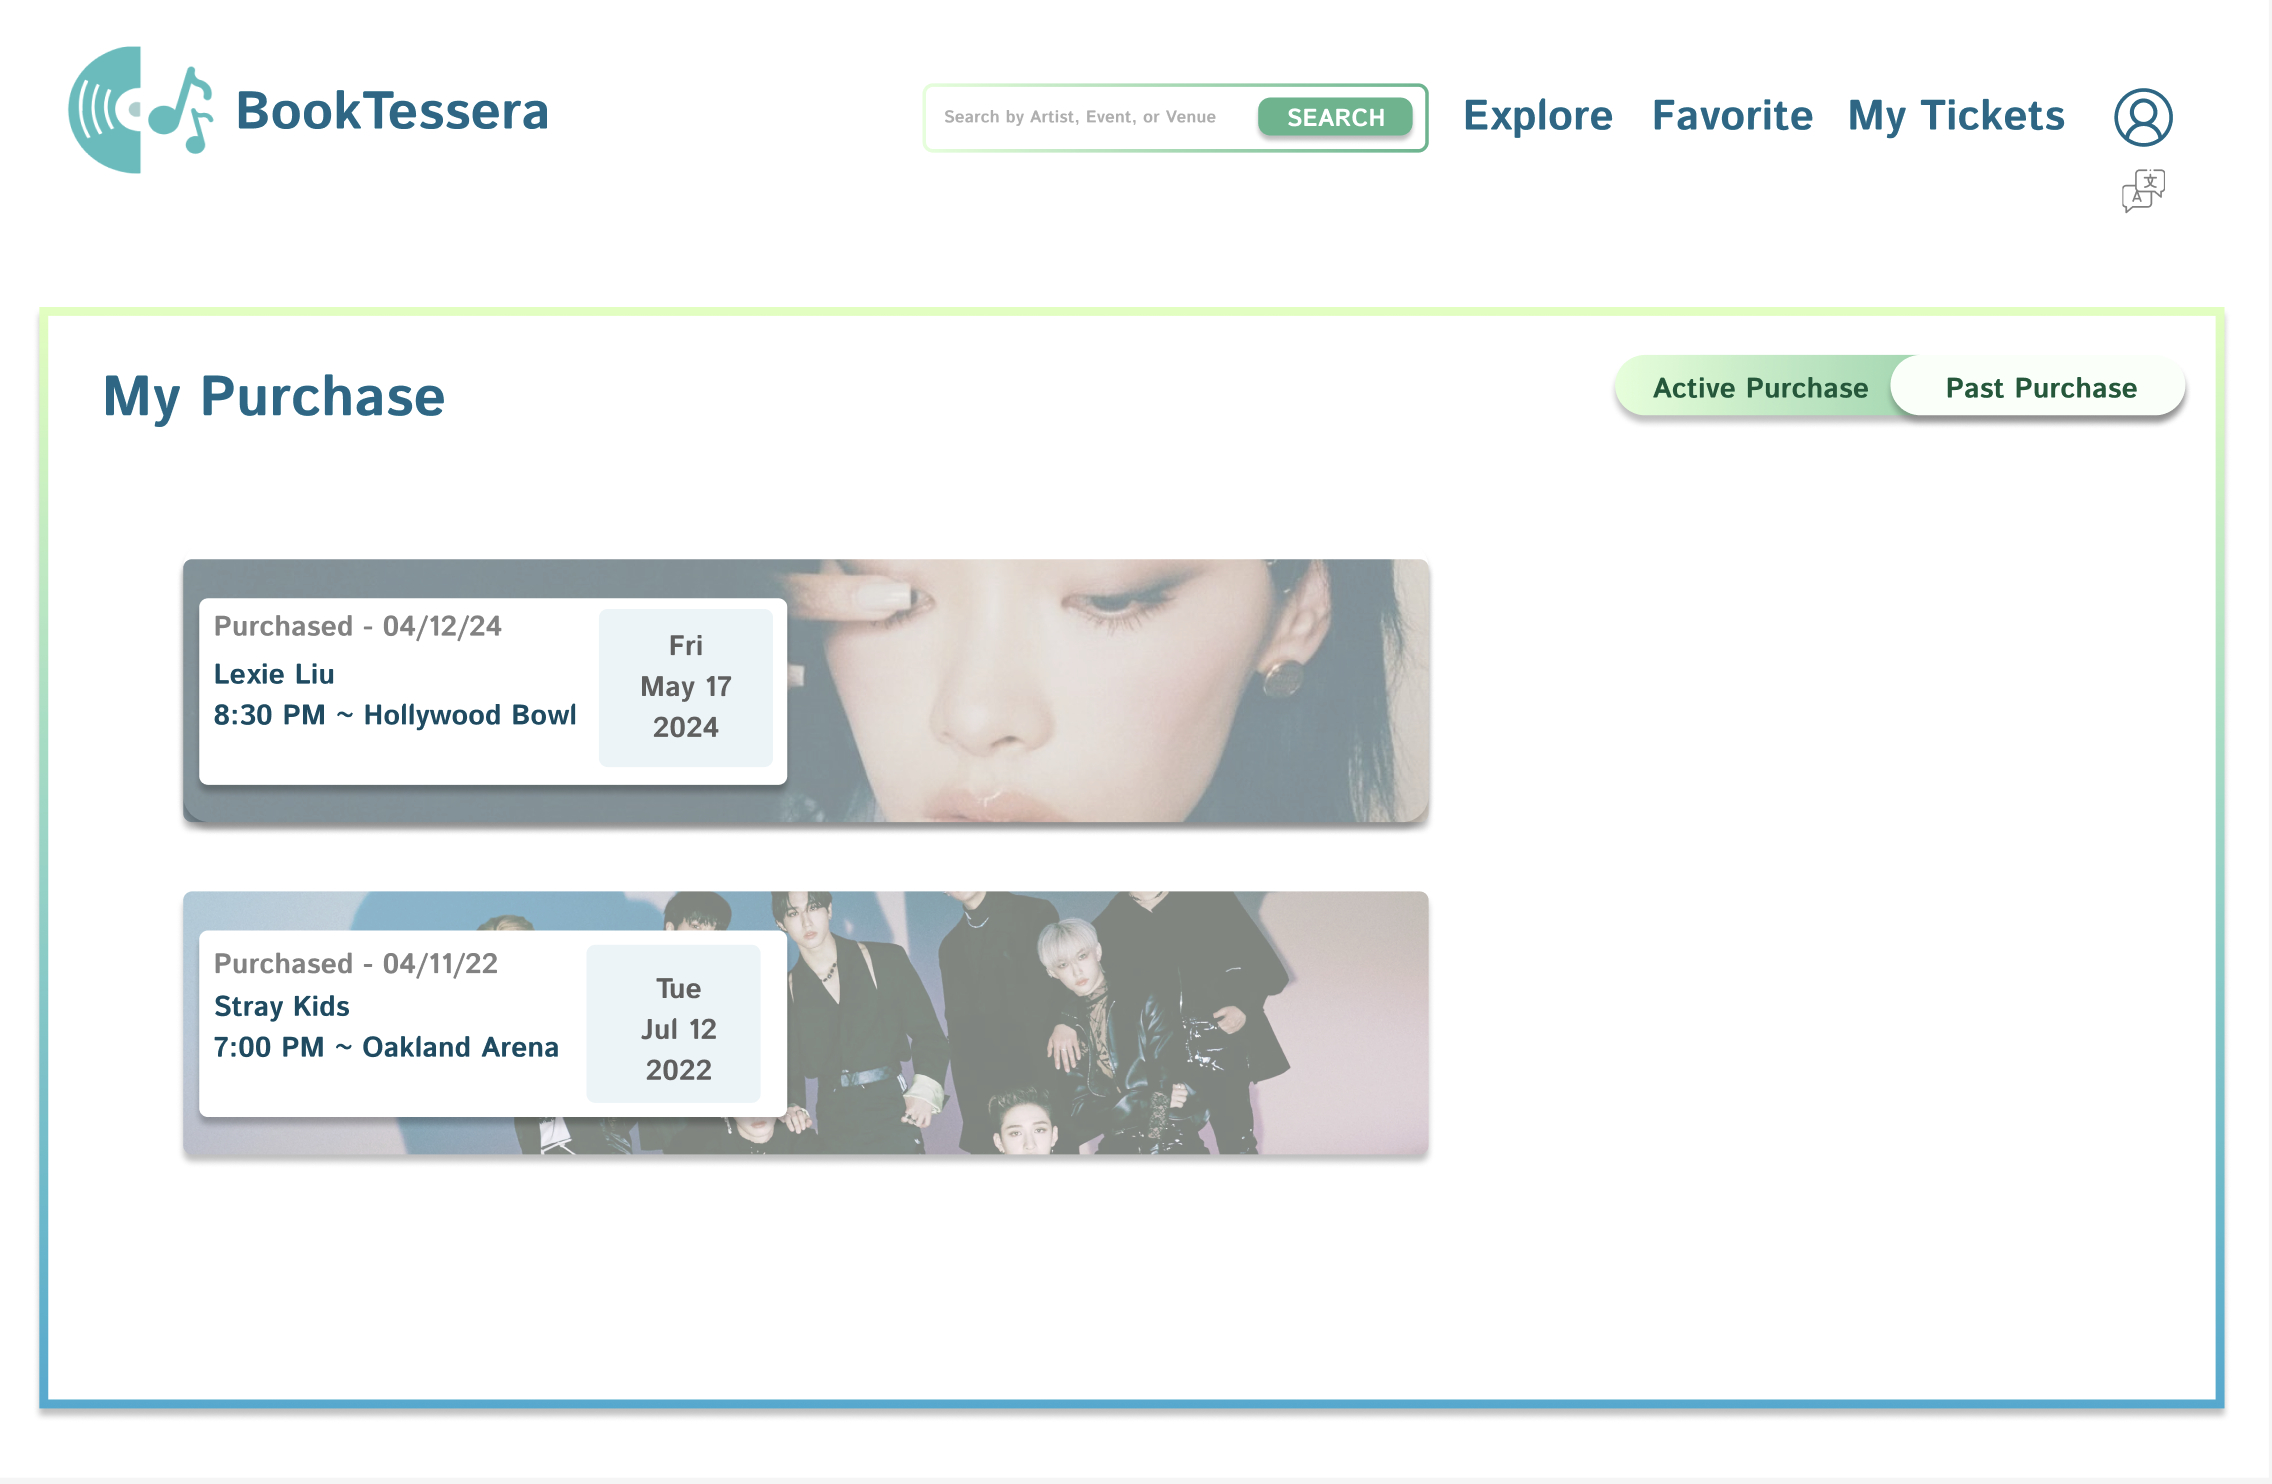 BookTessera
Search by Artist, Event, or Venue
SEARCH
Explore
Favorite
My Tickets
文
A
My Purchase
Active Purchase
Past Purchase
Purchased - 04/12/24
Lexie Liu
8:30 PM ~ Hollywood Bowl
Fri
May 17
2024
Purchased - 04/11/22
Stray Kids
7:00 PM ~ Oakland Arena
Tue
Jul 12
2022